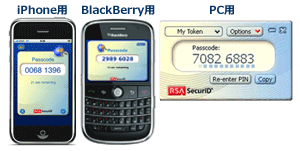 iPhone用
Passcode
0068 1396
BlackBerry用
Passcode
2989 6028
PC用
My Token
Options
Passcode:
7082 6883
Re-enter PIN
Copy
RSA SecurID